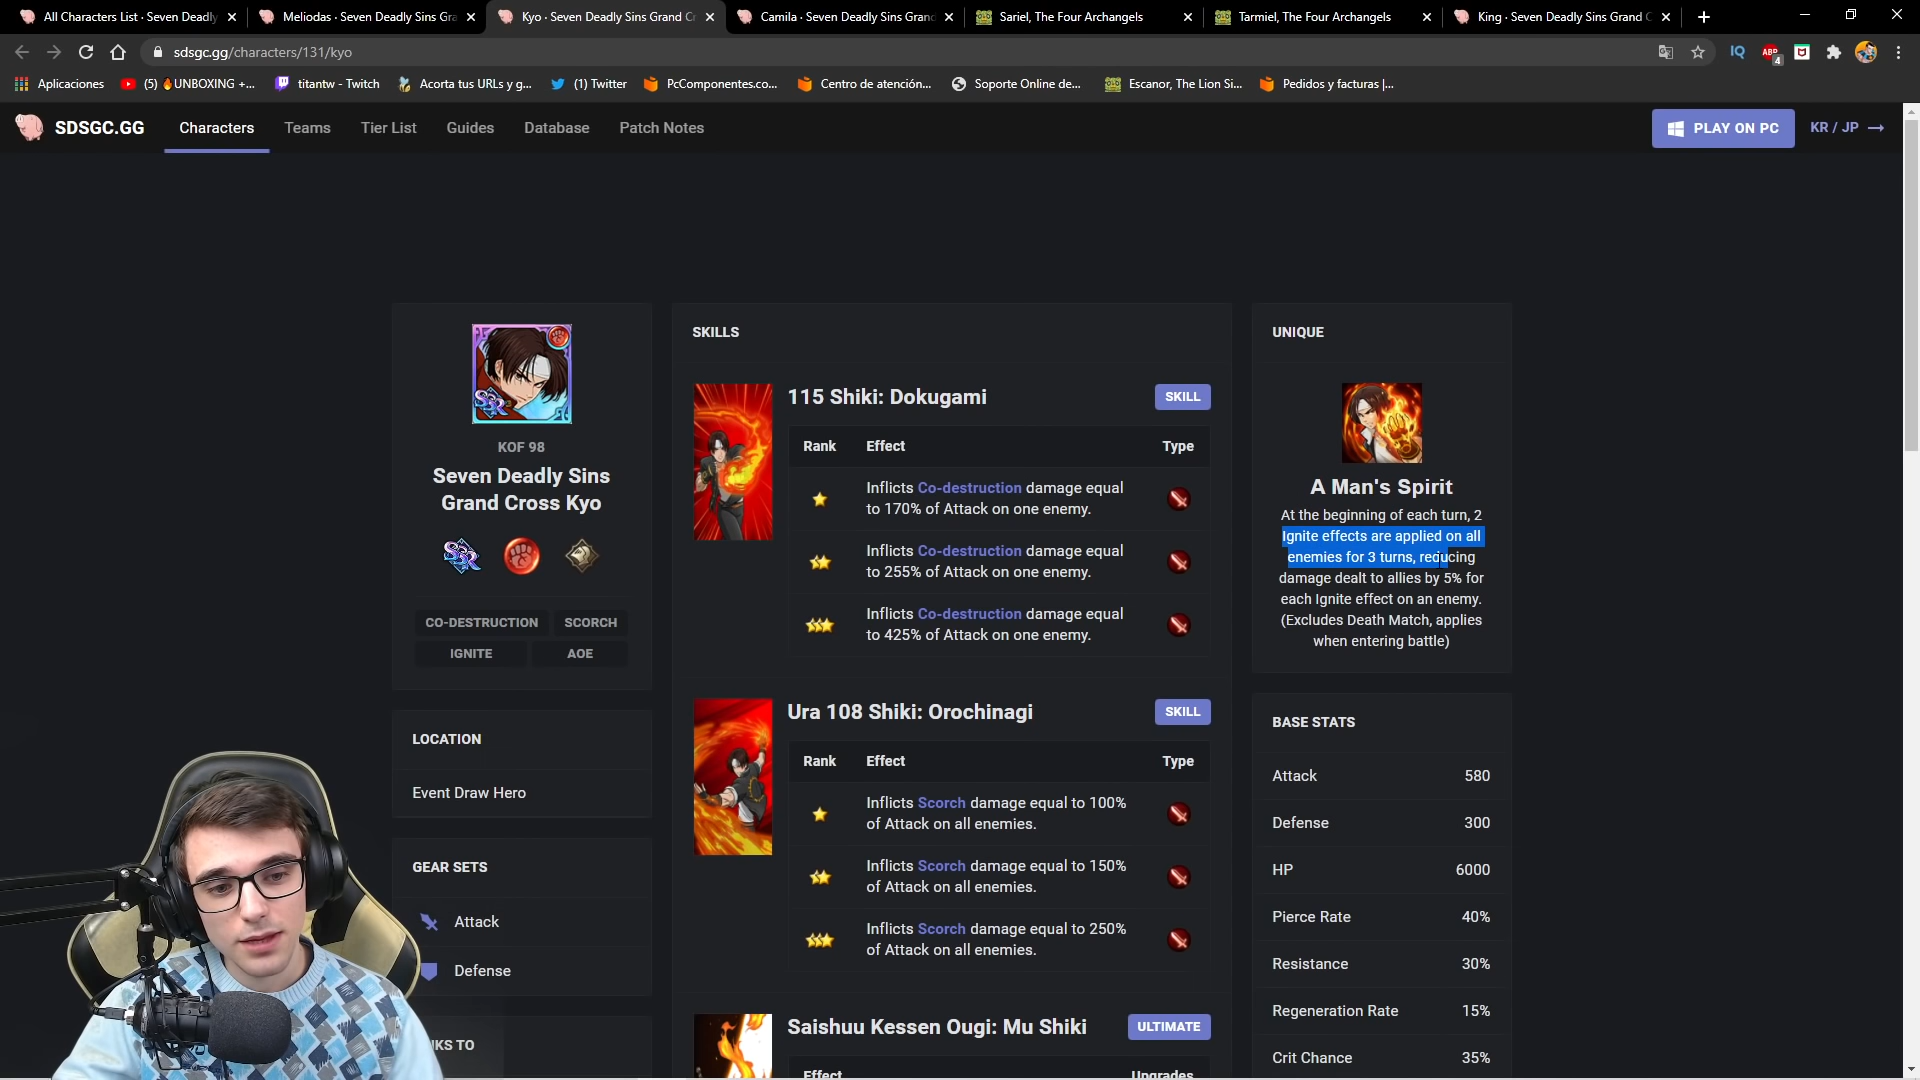 All Characters List · Seven Deadly
Meliodas · Seven Deadly Sins Gra
Kyo · Seven Deadly Sins Grand Cr
Camila · Seven Deadly Sins Grand
Sariel, The Four Archangels
Tarmiel, The Four Archangels
King · Seven Deadly Sins Grand C
sdsgc.gg/characters/131/kyo
IQ
ABP
4
Aplicaciones
(5) 🔥UNBOXING +...
titantw - Twitch
Acorta tus URLs y g...
(1) Twitter
PcComponentes.co...
Centro de atención...
Soporte Online de...
Escanor, The Lion Si...
Pedidos y facturas |...
SDSGC.GG
Characters
Teams
Tier List
Guides
Database
Patch Notes
PLAY ON PC
KR / JP →
SR
KOF 98
Seven Deadly Sins
Grand Cross Kyo
SR
CO-DESTRUCTION
SCORCH
IGNITE
AOE
LOCATION
Event Draw Hero
GEAR SETS
Attack
Defense
NKS TO
SKILLS
115 Shiki: Dokugami
SKILL
Rank
Effect
Type
Inflicts Co-destruction damage equal
to 170% of Attack on one enemy.
Inflicts Co-destruction damage equal
to 255% of Attack on one enemy.
Inflicts Co-destruction damage equal
to 425% of Attack on one enemy.
Ura 108 Shiki: Orochinagi
SKILL
Rank
Effect
Type
Inflicts Scorch damage equal to 100%
of Attack on all enemies.
Inflicts Scorch damage equal to 150%
of Attack on all enemies.
Inflicts Scorch damage equal to 250%
of Attack on all enemies.
Saishuu Kessen Ougi: Mu Shiki
ULTIMATE
Effect
Upgrades
UNIQUE
A Man's Spirit
At the beginning of each turn, 2
Ignite effects are applied on all
enemies for 3 turns, reducing
damage dealt to allies by 5% for
each Ignite effect on an enemy.
(Excludes Death Match, applies
when entering battle)
BASE STATS
Attack
580
Defense
300
HP
6000
Pierce Rate
40%
Resistance
30%
Regeneration Rate
15%
Crit Chance
35%